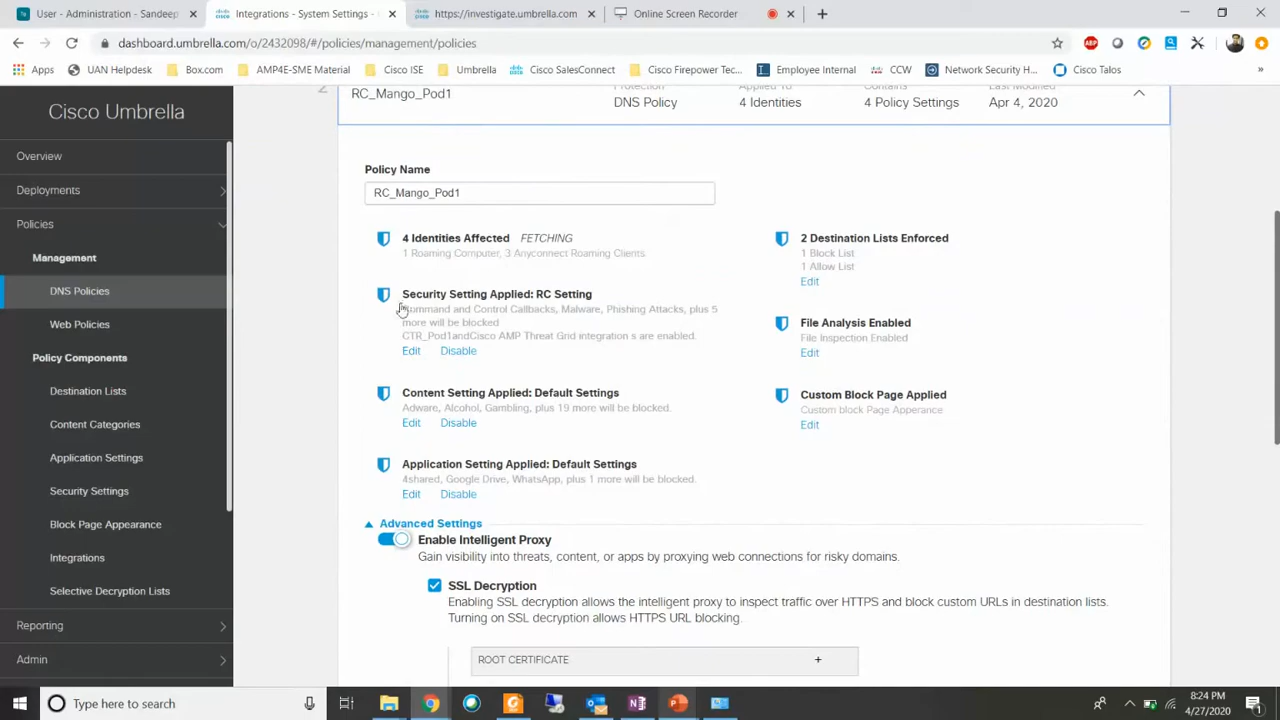 User - Administration - Sandeep
Integrations - System Settings -
https://investigate.umbrella.com
Online Screen Recorder
dashboard.umbrella.com/o/2432098/#/policies/management/policies
Apps
UAN Helpdesk
Box.com
AMP4E-SME Material
Cisco ISE
Umbrella
Cisco SalesConnect
Cisco Firepower Tec...
Employee Internal
CCW
Network Security H...
Cisco Talos
cisco
Cisco Umbrella
Overview
Deployments
Policies
Management
DNS Policies
Web Policies
Policy Components
Destination Lists
Content Categories
Application Settings
Security Settings
Block Page Appearance
Integrations
Selective Decryption Lists
Reporting
Admin
2
RC_Mango_Pod1
Protection
DNS Policy
Applied To
4 Identities
Contains
4 Policy Settings
Last Modified
Apr 4, 2020
Policy Name
RC_Mango_Pod1
4 Identities Affected FETCHING
1 Roaming Computer, 3 Anyconnect Roaming Clients
Security Setting Applied: RC Setting
Command and Control Callbacks, Malware, Phishing Attacks, plus 5
more will be blocked
CTR_Pod1andCisco AMP Threat Grid integration s are enabled.
Edit Disable
Content Setting Applied: Default Settings
Adware, Alcohol, Gambling, plus 19 more will be blocked.
Edit Disable
Application Setting Applied: Default Settings
4shared, Google Drive, WhatsApp, plus 1 more will be blocked.
Edit Disable
2 Destination Lists Enforced
1 Block List
1 Allow List
Edit
File Analysis Enabled
File Inspection Enabled
Edit
Custom Block Page Applied
Custom block Page Apperance
Edit
Advanced Settings
Enable Intelligent Proxy
Gain visibility into threats, content, or apps by proxying web connections for risky domains.
SSL Decryption
Enabling SSL decryption allows the intelligent proxy to inspect traffic over HTTPS and block custom URLs in destination lists.
Turning on SSL decryption allows HTTPS URL blocking.
ROOT CERTIFICATE +
Type here to search
8:24 PM
4/27/2020